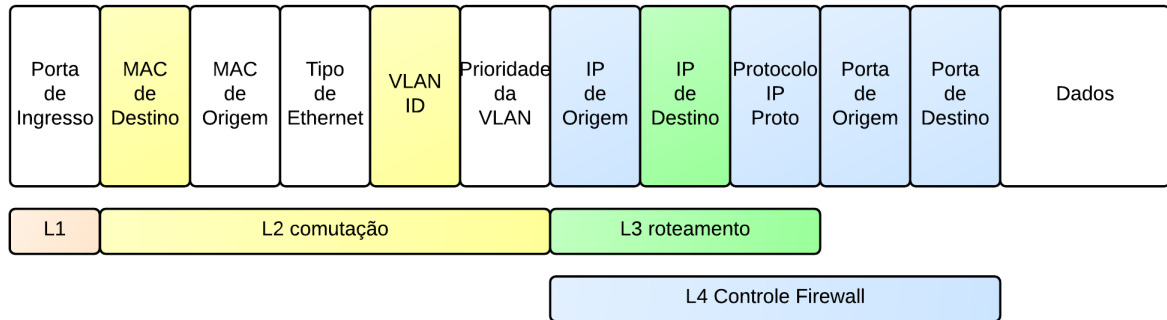 Porta
de
Ingresso
MAC
de
Destino
MAC
de
Origem
Tipo
de
Ethernet
VLAN
ID
Prioridade
da
VLAN
IP
de
Origem
IP
de
Destino
Protocolo
IP
Proto
Porta
de
Origem
Porta
de
Destino
Dados
L1
L2 comutação
L3 roteamento
L4 Controle Firewall